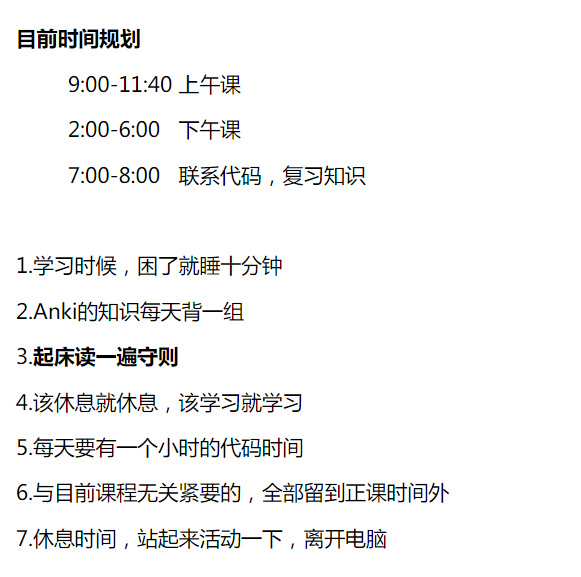 目前时间规划
9:00-11:40 上午课
2:00-6:00 下午课
7:00-8:00 联系代码，复习知识
1.学习时候，困了就睡十分钟
2.Anki的知识每天背一组
3.起床读一遍守则
4.该休息就休息，该学习就学习
5.每天要有一个小时的代码时间
6.与目前课程无关紧要的，全部留到正课时间外
7.休息时间，站起来活动一下，离开电脑